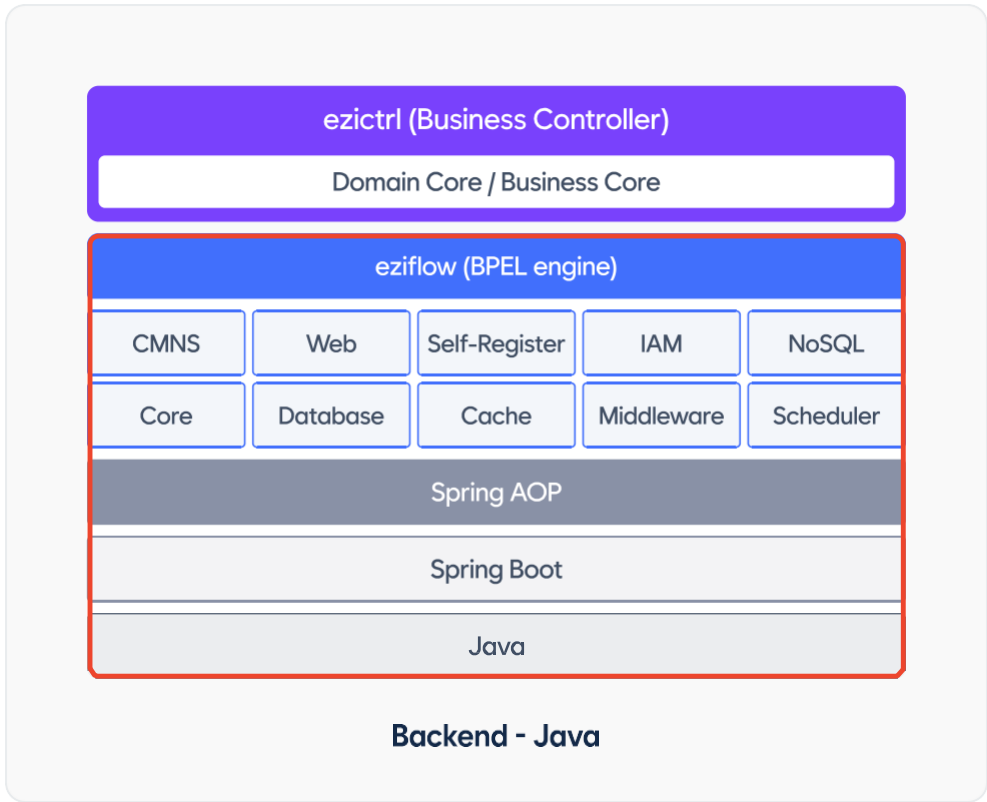 ezictrl (Business Controller)
Domain Core / Business Core
eziflow (BPEL engine)
CMNS
Web
Self-Register
IAM
NoSQL
Core
Database
Cache
Middleware
Scheduler
Spring AOP
Spring Boot
Java
Backend - Java